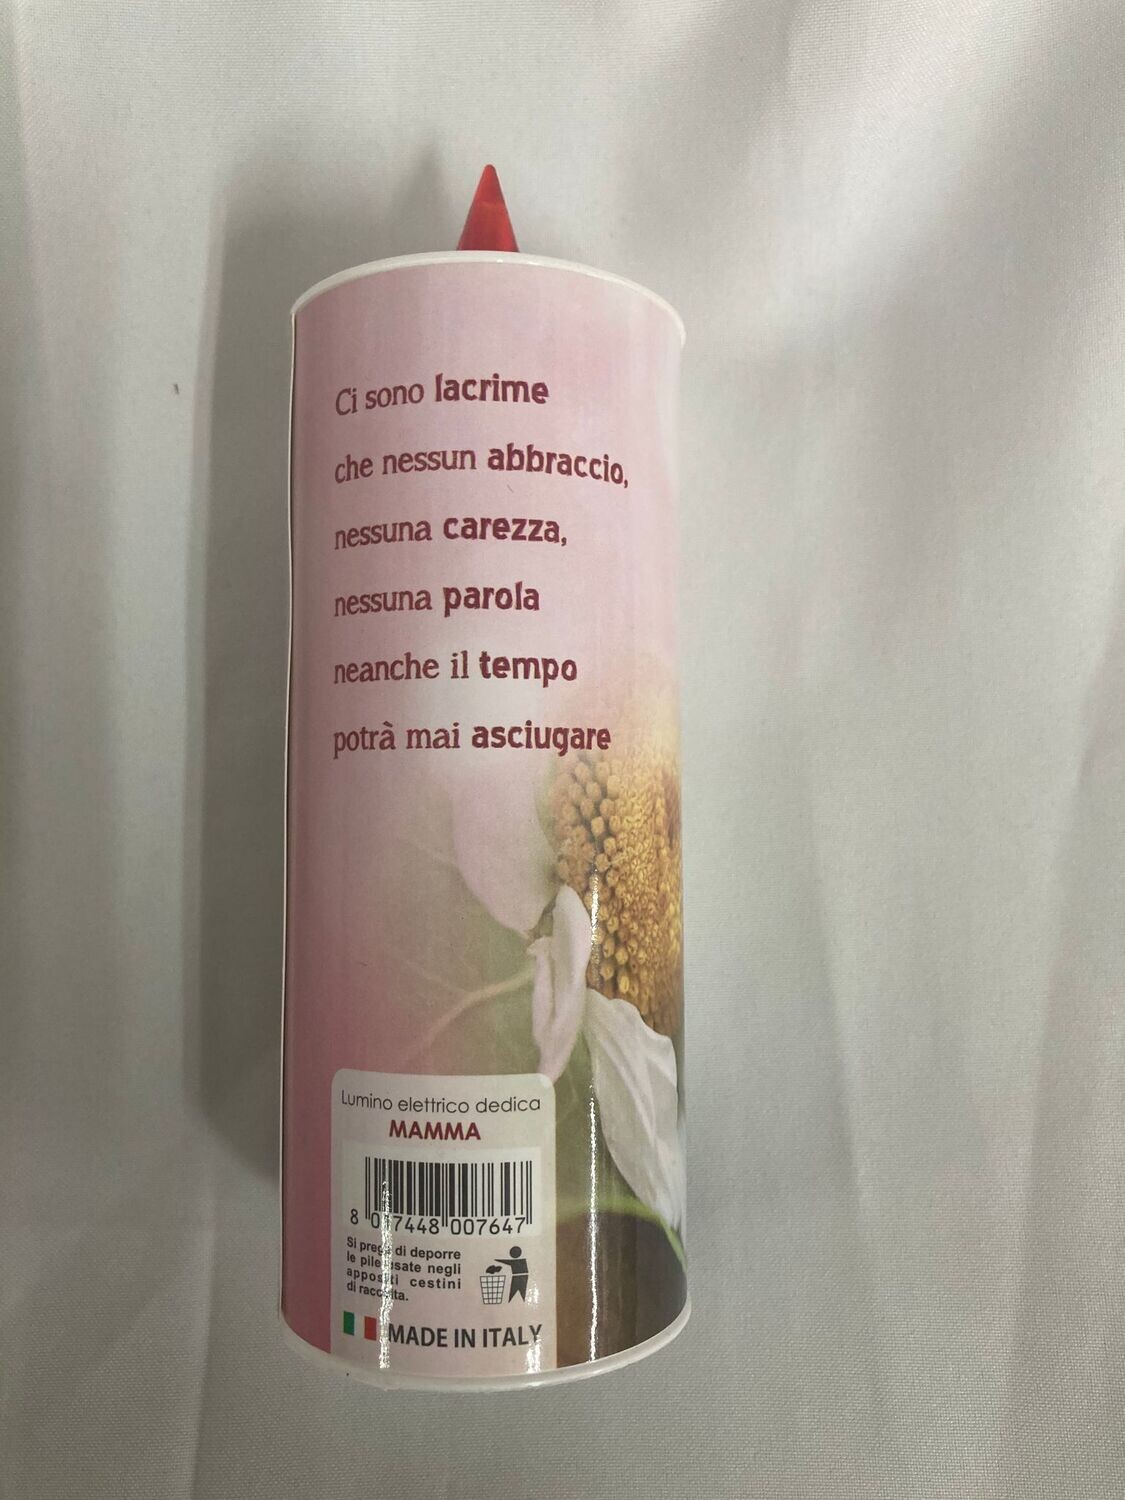 Ci sono lacrime
che nessun abbraccio,
nessuna carezza,
nessuna parola
neanche il tempo
potrà mai asciugare
Lumino elettrico dedica
MAMMA
8 007448 007647
Si prega di deporre
le pile usate negli
appositi cestini
di raccolta.
MADE IN ITALY